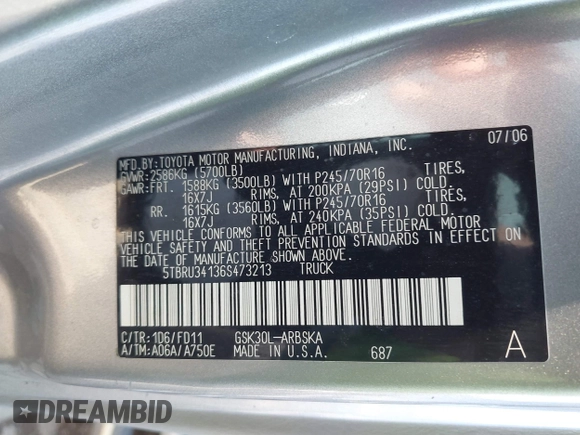 MFD.BY:TOYOTA MOTOR MANUFACTURING, INDIANA, INC. 07/06
GVWR:2586KG (5700LB)
GAWR:FRT. 1588KG (3500LB) WITH P245/70R16 TIRES,
16X7J RIMS, AT 200KPA (29PSI) COLD.
RR. 1615KG (3560LB) WITH P245/70R16 TIRES,
16X7J RIMS, AT 240KPA (35PSI) COLD.
THIS VEHICLE CONFORMS TO ALL APPLICABLE FEDERAL MOTOR
VEHICLE SAFETY AND THEFT PREVENTION STANDARDS IN EFFECT ON
THE DATE OF MANUFACTURE SHOWN ABOVE.
5TBRU34136S473213 TRUCK
C/TR:1D6/FD11 GSK30L-ARBSKA
A/TM:A06A/A750E MADE IN U.S.A. 687 A
DREAMBID